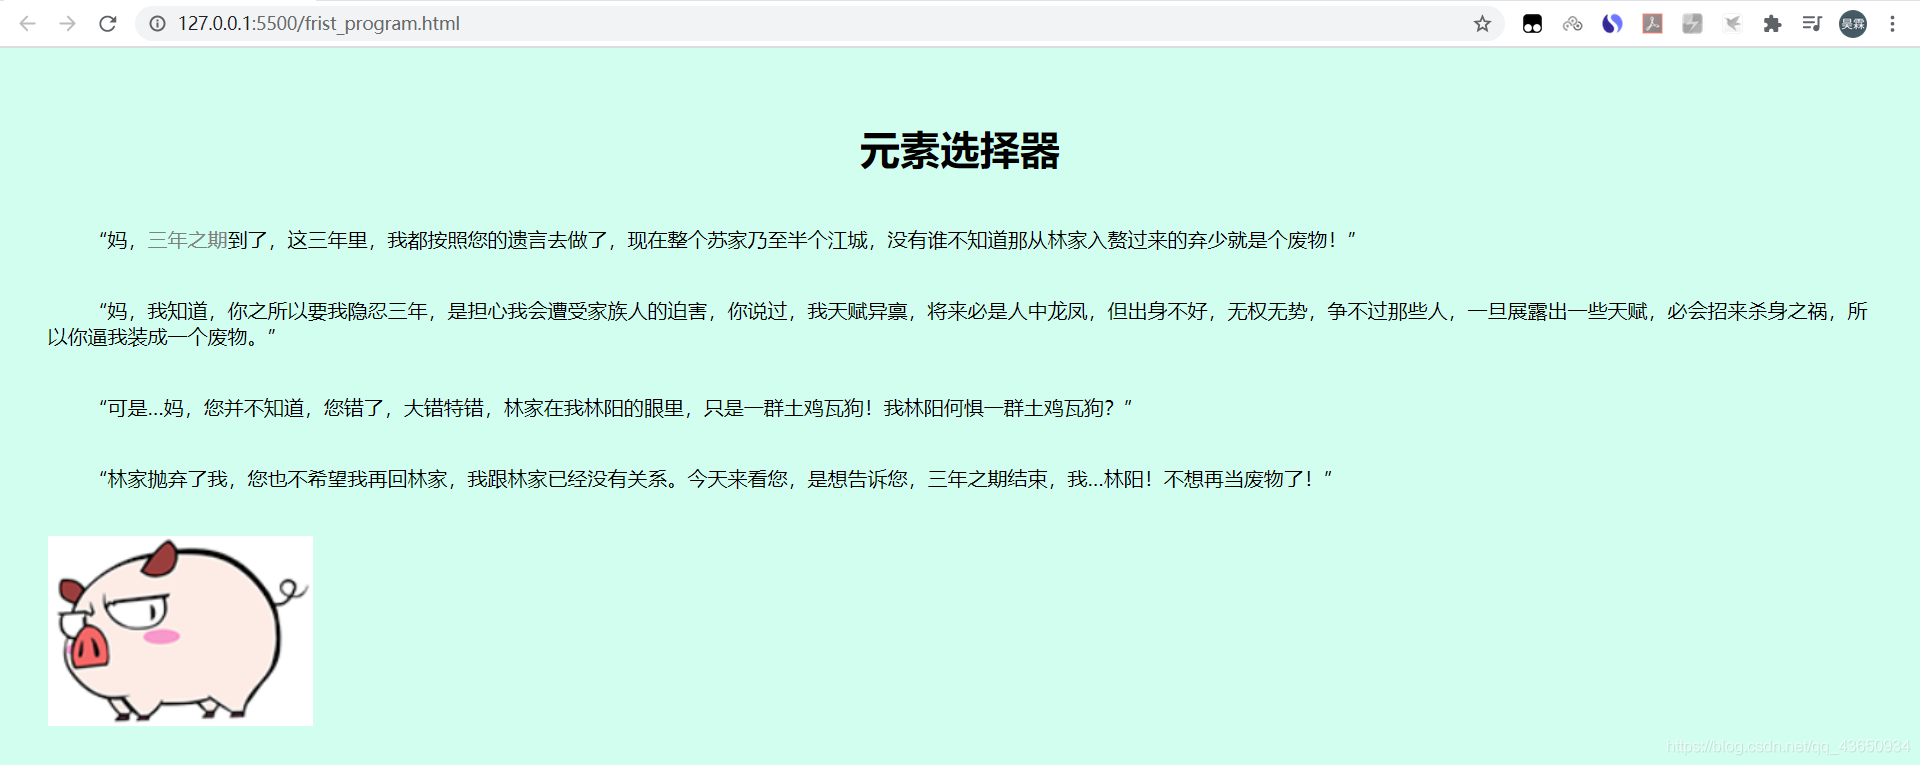 127.0.0.1:5500/frist_program.html
昊霖
元素选择器
“妈，三年之期到了，这三年里，我都按照您的遗言去做了，现在整个苏家乃至半个江城，没有谁不知道那从林家入赘过来的弃少就是个废物！”
“妈，我知道，你之所以要我隐忍三年，是担心我会遭受家族人的迫害，你说过，我天赋异禀，将来必是人中龙凤，但出身不好，无权无势，争不过那些人，一旦展露出一些天赋，必会招来杀身之祸，所
以你逼我装成一个废物。”
“可是...妈，您并不知道，您错了，大错特错，林家在我林阳的眼里，只是一群土鸡瓦狗！我林阳何惧一群土鸡瓦狗？”
“林家抛弃了我，您也不希望我再回林家，我跟林家已经没有关系。今天来看您，是想告诉您，三年之期结束，我...林阳！不想再当废物了！”
https://blog.csdn.net/qq_43650934